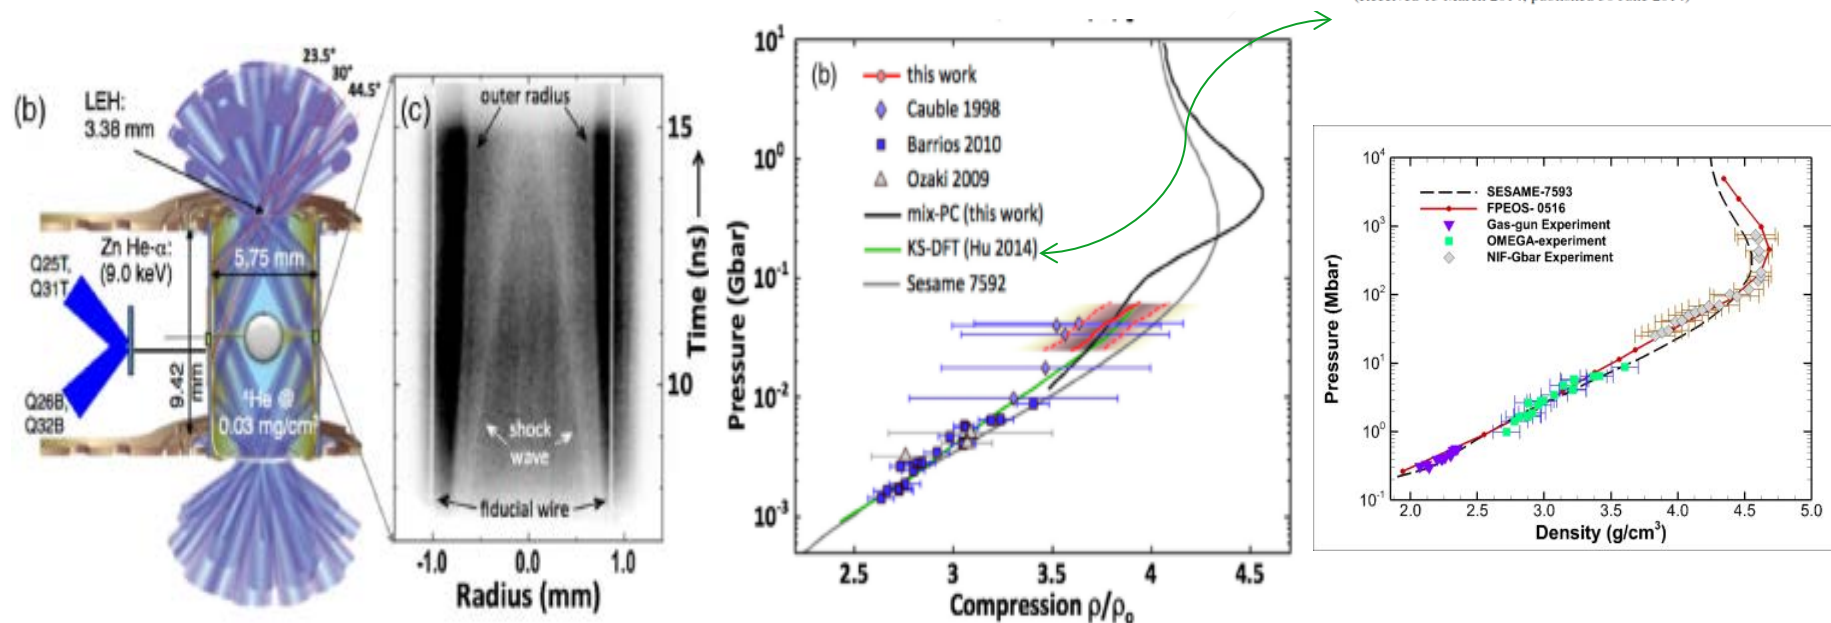 (b)
23.5°
30°
44.5°
LEH:
3.38 mm
Zn He-α:
(9.0 keV)
Q25T,
Q31T
5,75 mm
9.42
mm
Q26B,
Q32B
⁴He @
0.03 mg/cm³
(c)
outer radius
shock
wave
fiducial wire
15
10
Time (ns)
-1.0
0.0
1.0
Radius (mm)
(b)
this work
Cauble 1998
Barrios 2010
Ozaki 2009
mix-PC (this work)
KS-DFT (Hu 2014)
Sesame 7592
10¹
10⁰
10⁻¹
10⁻²
10⁻³
Pressure (Gbar)
2.5
3
3.5
4
4.5
Compression ρ/ρ₀
SESAME-7593
FPEOS- 0516
Gas-gun Experiment
OMEGA-experiment
NIF-Gbar Experiment
10⁴
10³
10²
10¹
10⁰
10⁻¹
Pressure (Mbar)
2.0
2.5
3.0
3.5
4.0
4.5
5.0
Density (g/cm³)